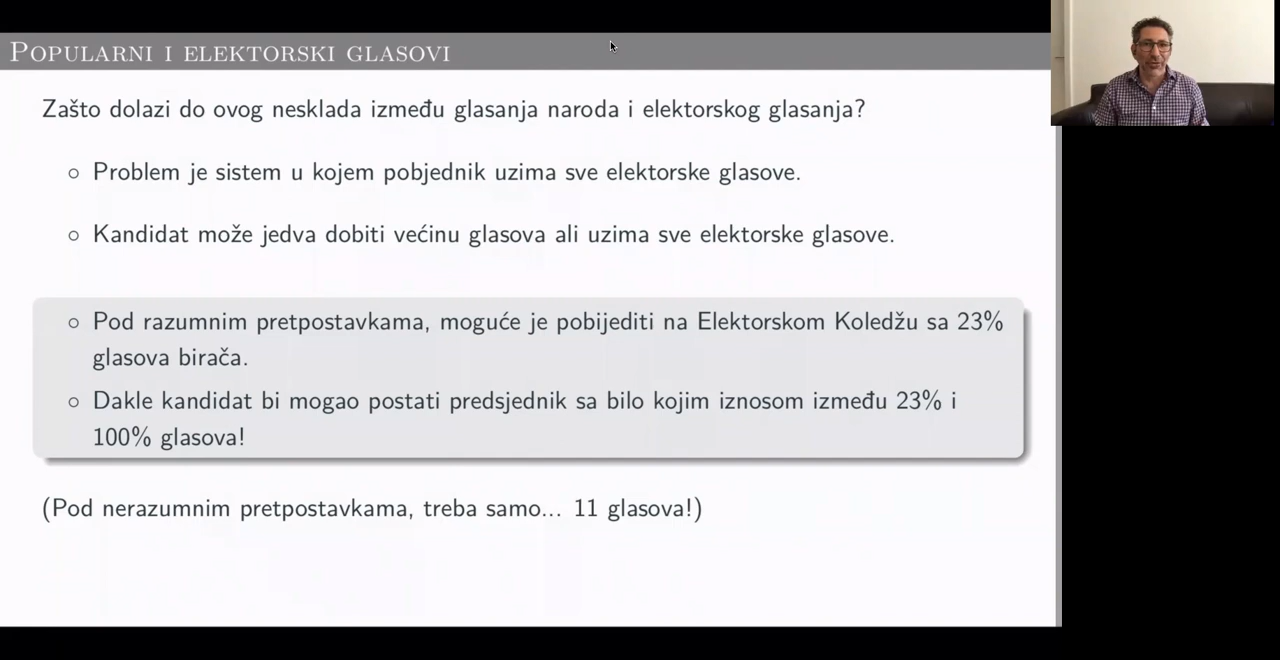 Popularni i elektorski glasovi
Zašto dolazi do ovog nesklada između glasanja naroda i elektorskog glasanja?
○ Problem je sistem u kojem pobjednik uzima sve elektorske glasove.
○ Kandidat može jedva dobiti većinu glasova ali uzima sve elektorske glasove.
○ Pod razumnim pretpostavkama, moguće je pobijediti na Elektorskom Koledžu sa 23%
glasova birača.
○ Dakle kandidat bi mogao postati predsjednik sa bilo kojim iznosom između 23% i
100% glasova!
(Pod nerazumnim pretpostavkama, treba samo... 11 glasova!)